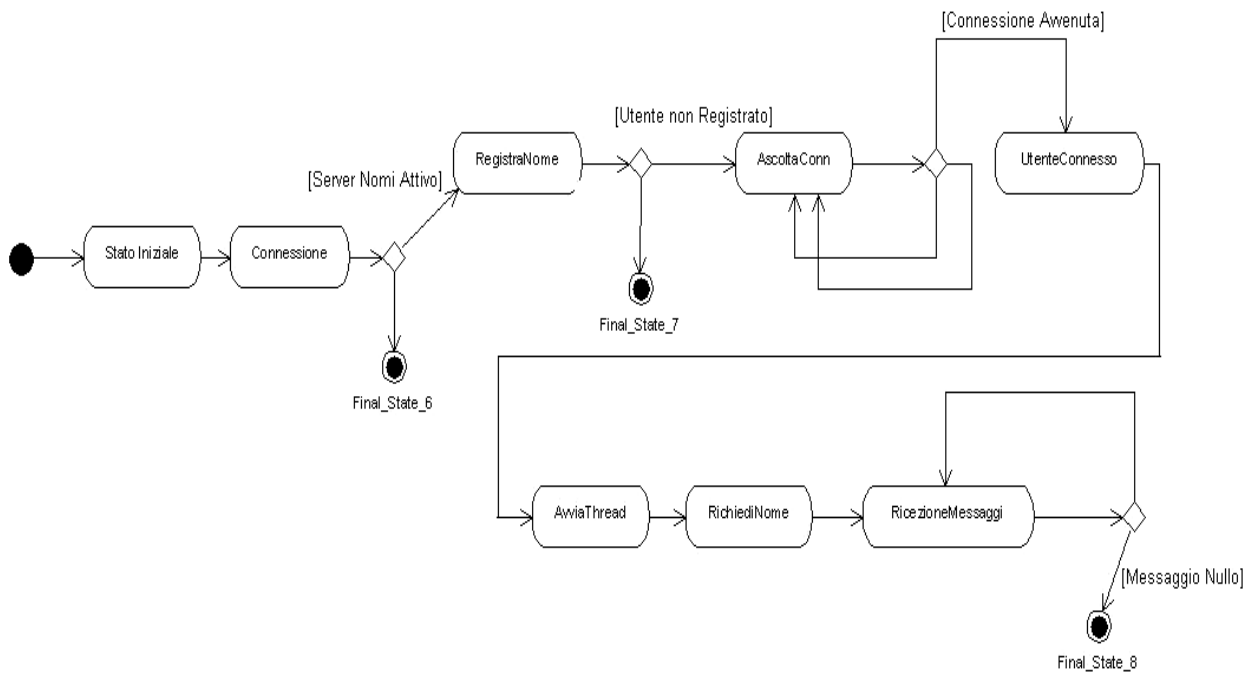 [Connessione Avvenuta]
[Utente non Registrato]
RegistraNome
AscoltaConn
UtenteConnesso
[Server Nomi Attivo]
Stato Iniziale
Connessione
Final_State_7
Final_State_6
AvviaThread
RichiediNome
RicezioneMessaggi
[Messaggio Nullo]
Final_State_8